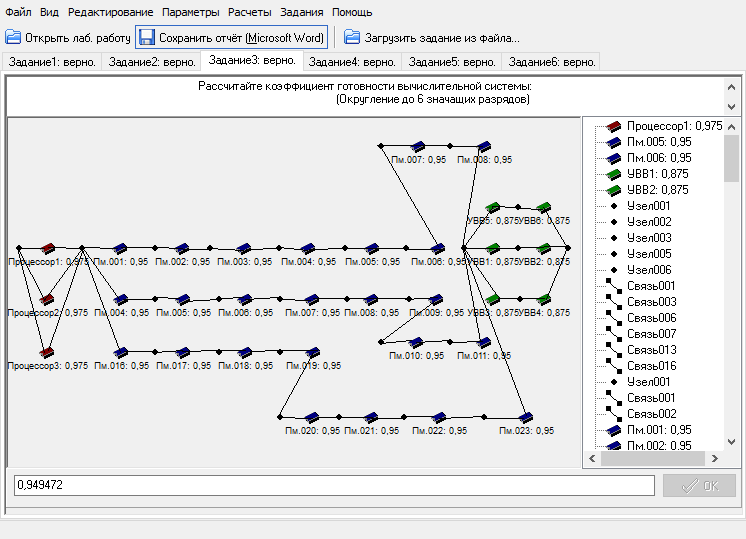 Файл Вид Редактирование Параметры Расчеты Задания Помощь
Открыть лаб. работу Сохранить отчёт (Microsoft Word) Загрузить задание из файла...
Задание1: верно. Задание2: верно. Задание3: верно. Задание4: верно. Задание5: верно. Задание6: верно.
Рассчитайте коэффициент готовности вычислительной системы:
(Округление до 6 значащих разрядов)
Пм.007: 0,95 Пм.008: 0,95
УВВ5: 0,875 УВВ6: 0,875
Процессор1: 0,975 Пм.001: 0,95 Пм.002: 0,95 Пм.003: 0,95 Пм.004: 0,95 Пм.005: 0,95 Пм.006: 0,95 УВВ1: 0,875 УВВ2: 0,875
Процессор2: 0,975 Пм.004: 0,95 Пм.005: 0,95 Пм.006: 0,95 Пм.007: 0,95 Пм.008: 0,95 Пм.009: 0,95 УВВ3: 0,875 УВВ4: 0,875
Пм.010: 0,95 Пм.011: 0,95
Процессор3: 0,975 Пм.016: 0,95 Пм.017: 0,95 Пм.018: 0,95 Пм.019: 0,95
Пм.020: 0,95 Пм.021: 0,95 Пм.022: 0,95 Пм.023: 0,95
Процессор1: 0,975
Пм.005: 0,95
Пм.006: 0,95
УВВ1: 0,875
УВВ2: 0,875
Узел001
Узел002
Узел003
Узел005
Узел006
Связь001
Связь003
Связь006
Связь007
Связь013
Связь016
Узел001
Связь001
Связь002
Пм.001: 0,95
Пм.002: 0,95
0,949472
OK